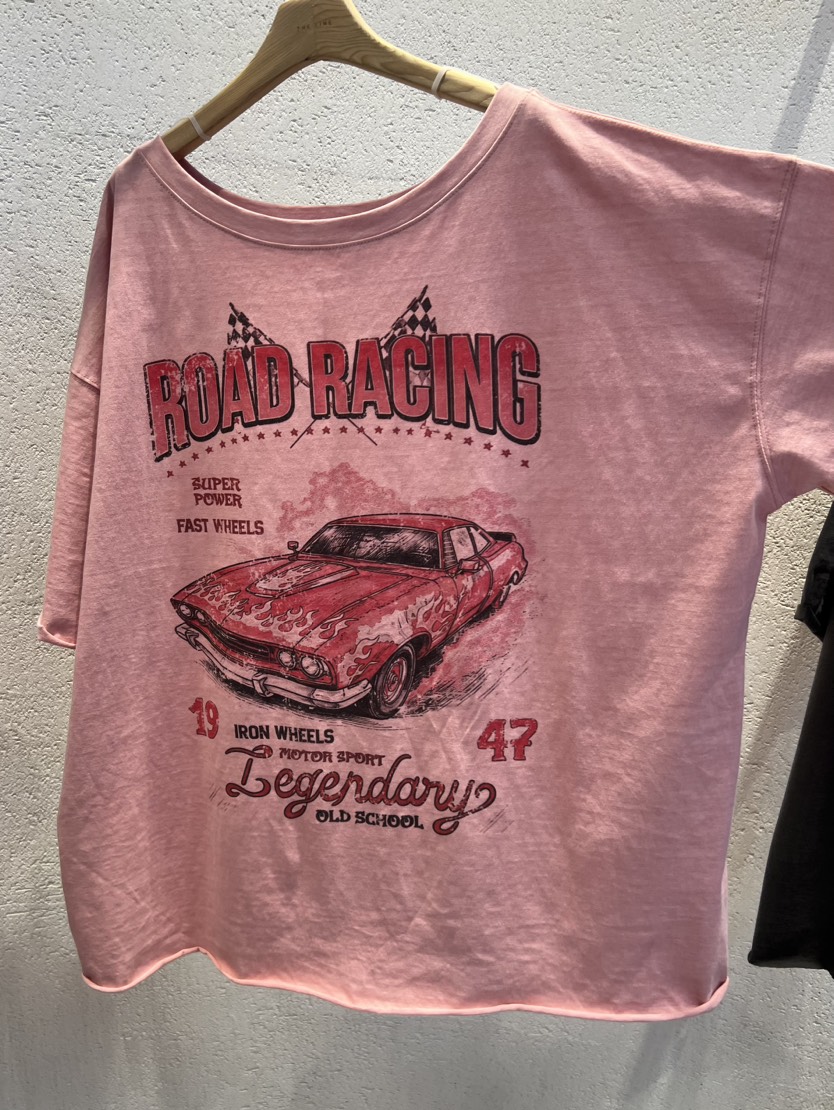 ROAD RACING
SUPER
POWER
FAST WHEELS
19
47
IRON WHEELS
MOTOR SPORT
Legendary
OLD SCHOOL